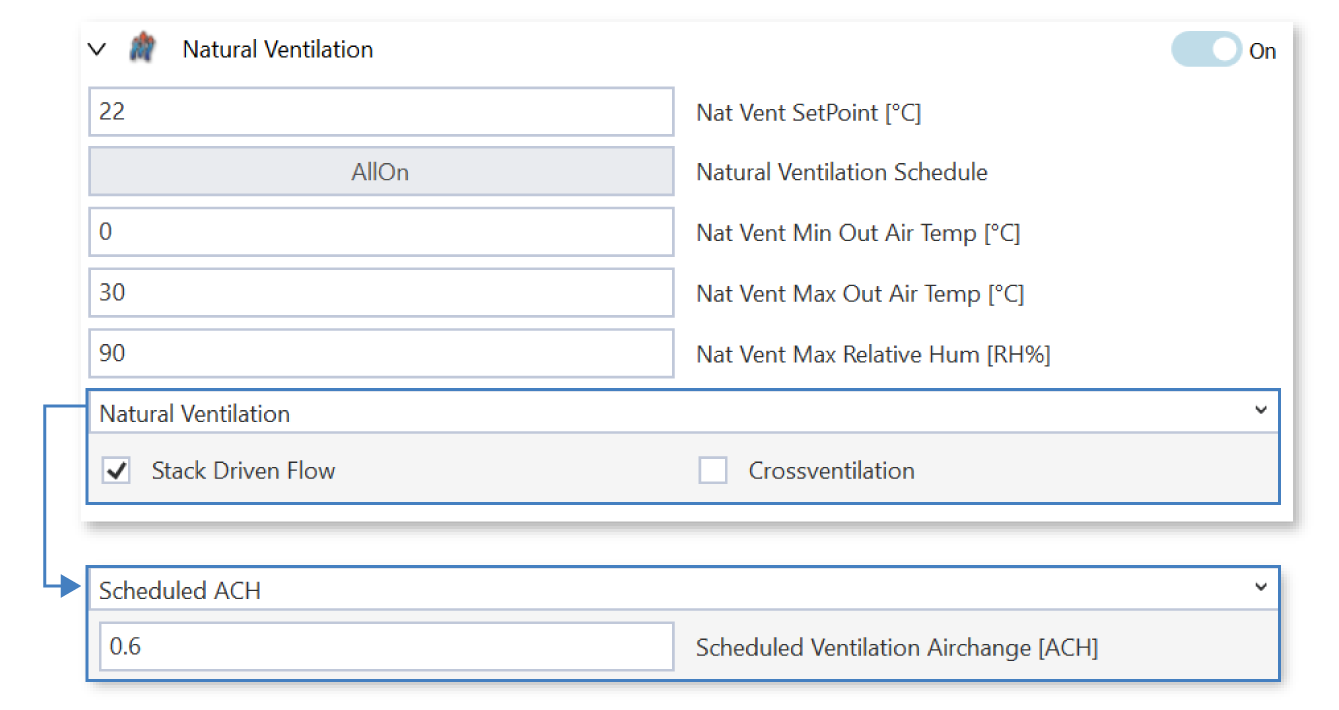 Natural Ventilation On
22 Nat Vent SetPoint [°C]
AllOn Natural Ventilation Schedule
0 Nat Vent Min Out Air Temp [°C]
30 Nat Vent Max Out Air Temp [°C]
90 Nat Vent Max Relative Hum [RH%]
Natural Ventilation
Stack Driven Flow Crossventilation
Scheduled ACH
0.6 Scheduled Ventilation Airchange [ACH]